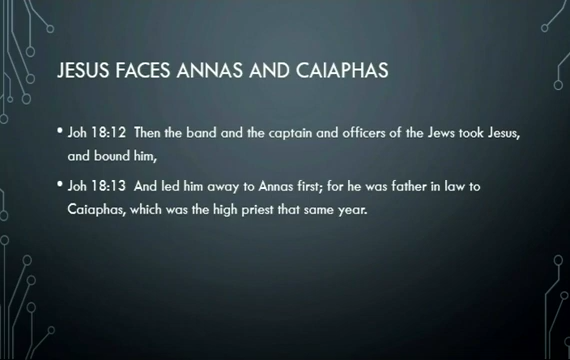 JESUS FACES ANNAS AND CAIAPHAS
• Joh 18:12 Then the band and the captain and officers of the Jews took Jesus,
and bound him,
• Joh 18:13 And led him away to Annas first; for he was father in law to
Caiaphas, which was the high priest that same year.